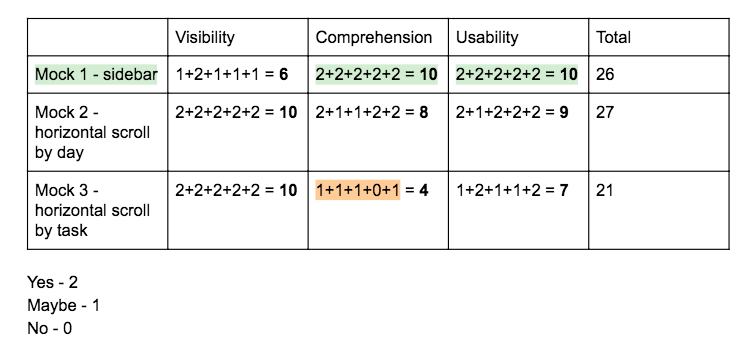 Visibility Comprehension Usability Total
Mock 1 - sidebar 1+2+1+1+1 = 6 2+2+2+2+2 = 10 2+2+2+2+2 = 10 26
Mock 2 - 2+2+2+2+2 = 10 2+1+1+2+2 = 8 2+1+2+2+2 = 9 27
horizontal scroll
by day
Mock 3 - 2+2+2+2+2 = 10 1+1+1+0+1 = 4 1+2+1+1+2 = 7 21
horizontal scroll
by task
Yes - 2
Maybe - 1
No - 0